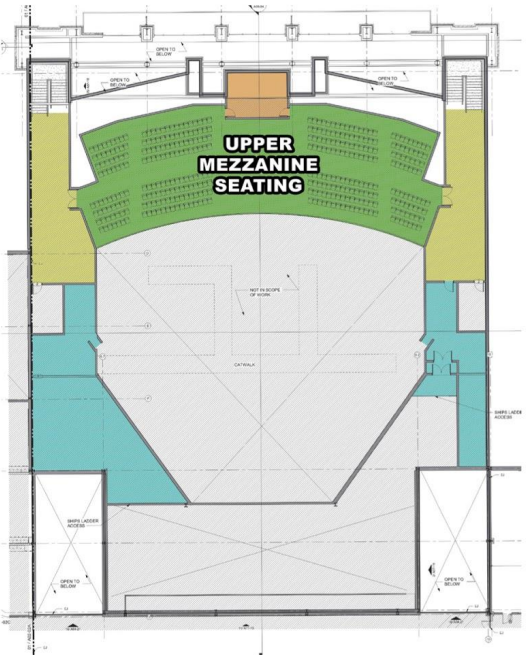 OPEN TO
BELOW
OPEN TO
BELOW
OPEN TO
BELOW
UPPER
MEZZANINE
SEATING
NOT IN SCOPE
OF WORK
CATWALK
SHIPS LADDER
ACCESS
SHIPS LADDER
ACCESS
OPEN TO
BELOW
OPEN TO
BELOW